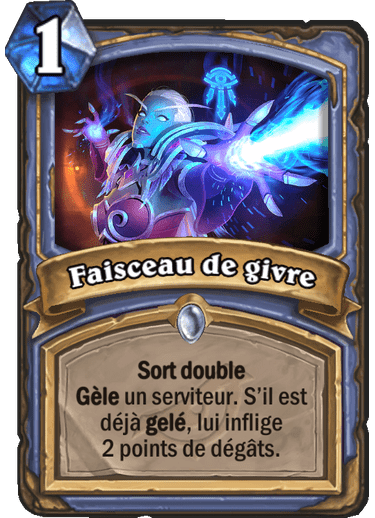 1
Faisceau de givre
Sort double
Gèle un serviteur. S’il est
déjà gelé, lui inflige
2 points de dégâts.